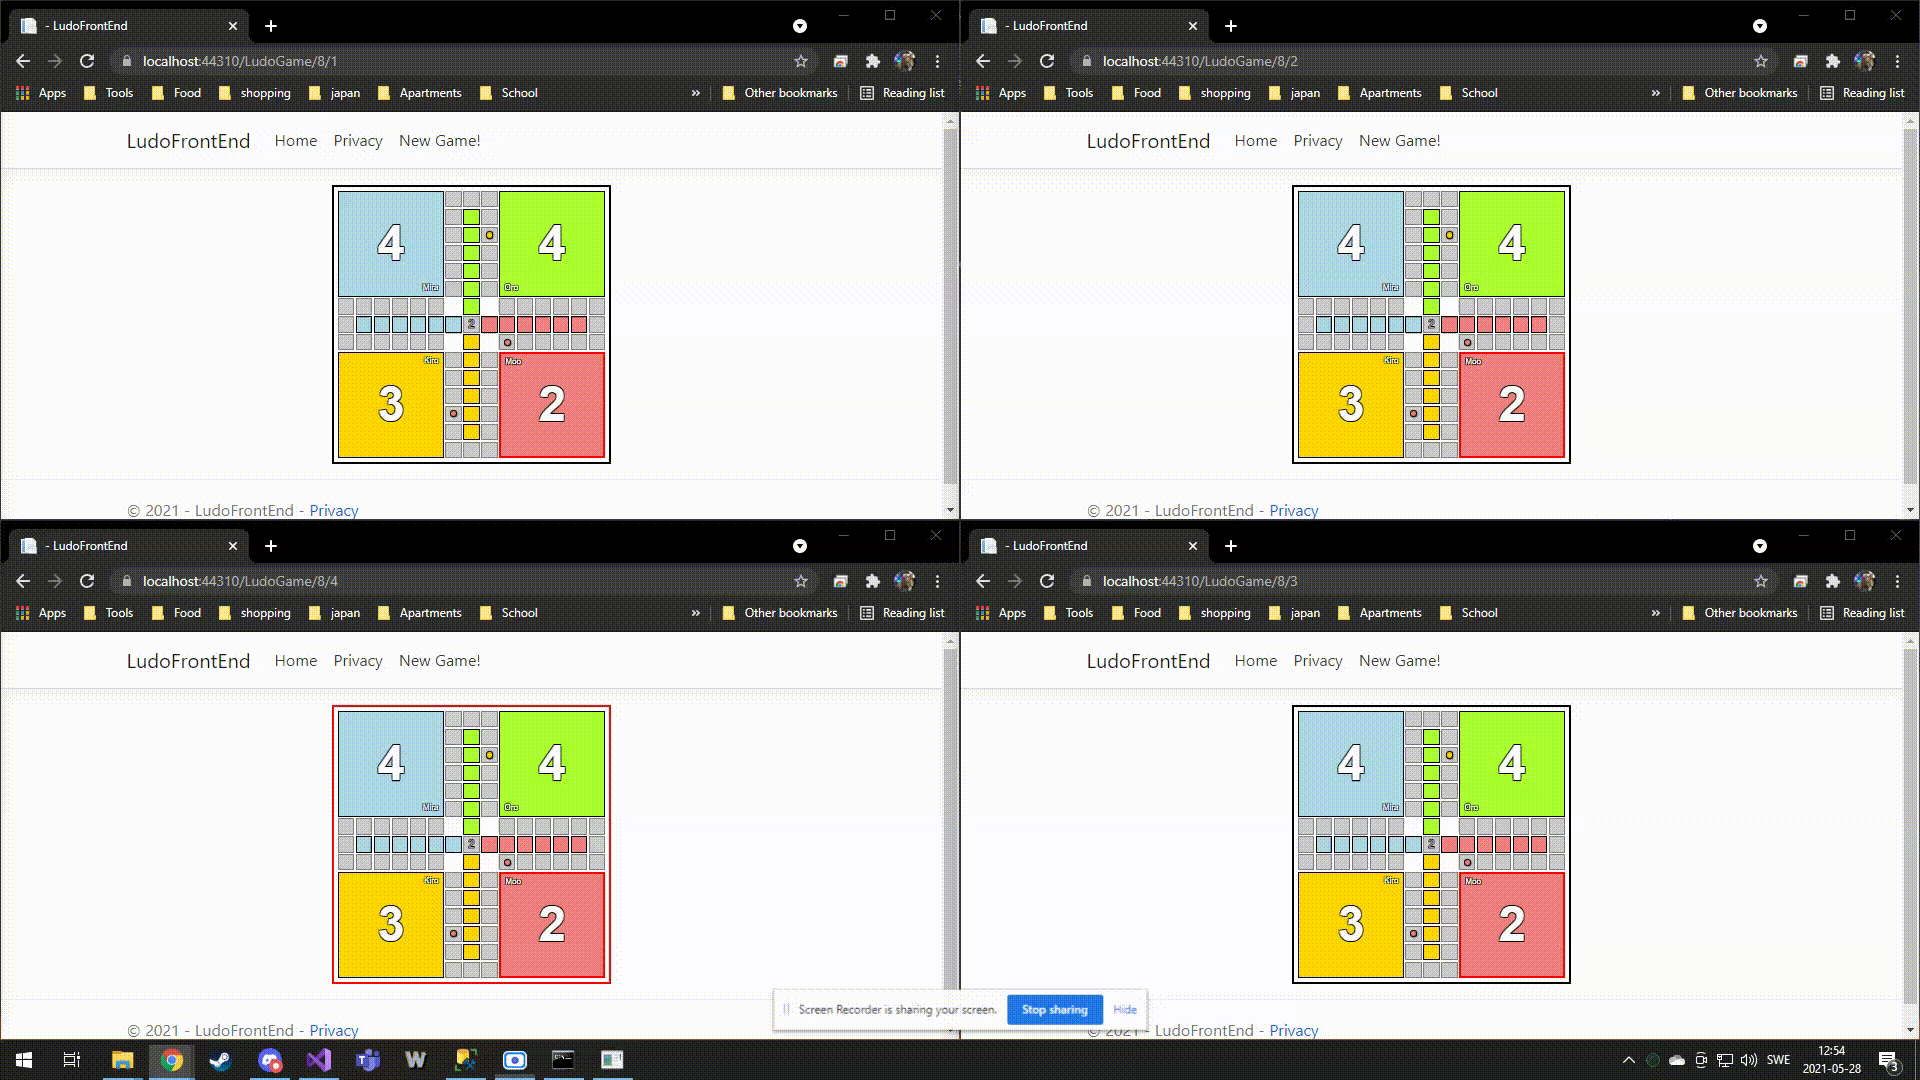 - LudoFrontEnd
localhost:44310/LudoGame/8/1
Apps Tools Food shopping japan Apartments School » Other bookmarks Reading list
LudoFrontEnd Home Privacy New Game!
4 4
Mira Oro
2
Kiro Moo
3 2
© 2021 - LudoFrontEnd - Privacy
- LudoFrontEnd
localhost:44310/LudoGame/8/2
Apps Tools Food shopping japan Apartments School » Other bookmarks Reading list
LudoFrontEnd Home Privacy New Game!
4 4
Mira Oro
2
Kiro Moo
3 2
© 2021 - LudoFrontEnd - Privacy
- LudoFrontEnd
localhost:44310/LudoGame/8/4
Apps Tools Food shopping japan Apartments School » Other bookmarks Reading list
LudoFrontEnd Home Privacy New Game!
4 4
Mira Oro
2
Kiro Moo
3 2
© 2021 - LudoFrontEnd - Privacy
- LudoFrontEnd
localhost:44310/LudoGame/8/3
Apps Tools Food shopping japan Apartments School » Other bookmarks Reading list
LudoFrontEnd Home Privacy New Game!
4 4
Mira Oro
2
Kiro Moo
3 2
© 2021 - LudoFrontEnd - Privacy
Screen Recorder is sharing your screen. Stop sharing Hide
W
SWE
12:54
2021-05-28
3